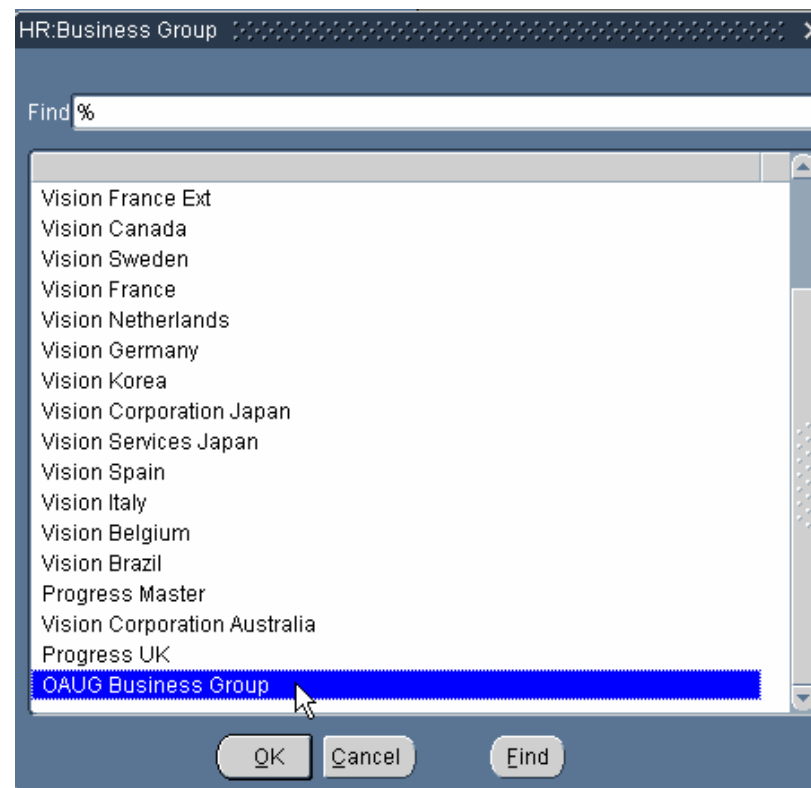 HR:Business Group
Find %
Vision France Ext
Vision Canada
Vision Sweden
Vision France
Vision Netherlands
Vision Germany
Vision Korea
Vision Corporation Japan
Vision Services Japan
Vision Spain
Vision Italy
Vision Belgium
Vision Brazil
Progress Master
Vision Corporation Australia
Progress UK
OAUG Business Group
OK Cancel Find